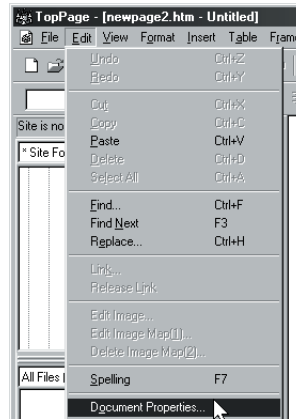 TopPage - [newpage2.htm - Untitled]
File Edit View Format Insert Table Fram
Undo Ctrl+Z
Redo Ctrl+Y
Cut Ctrl+X
Copy Ctrl+C
Paste Ctrl+V
Delete Ctrl+D
Select All Ctrl+A
Find... Ctrl+F
Find Next F3
Replace... Ctrl+H
Link...
Release Link
Edit Image...
Edit Image Map(1)...
Delete Image Map(2)...
Spelling F7
Document Properties...
Site is no
* Site Fo
All Files